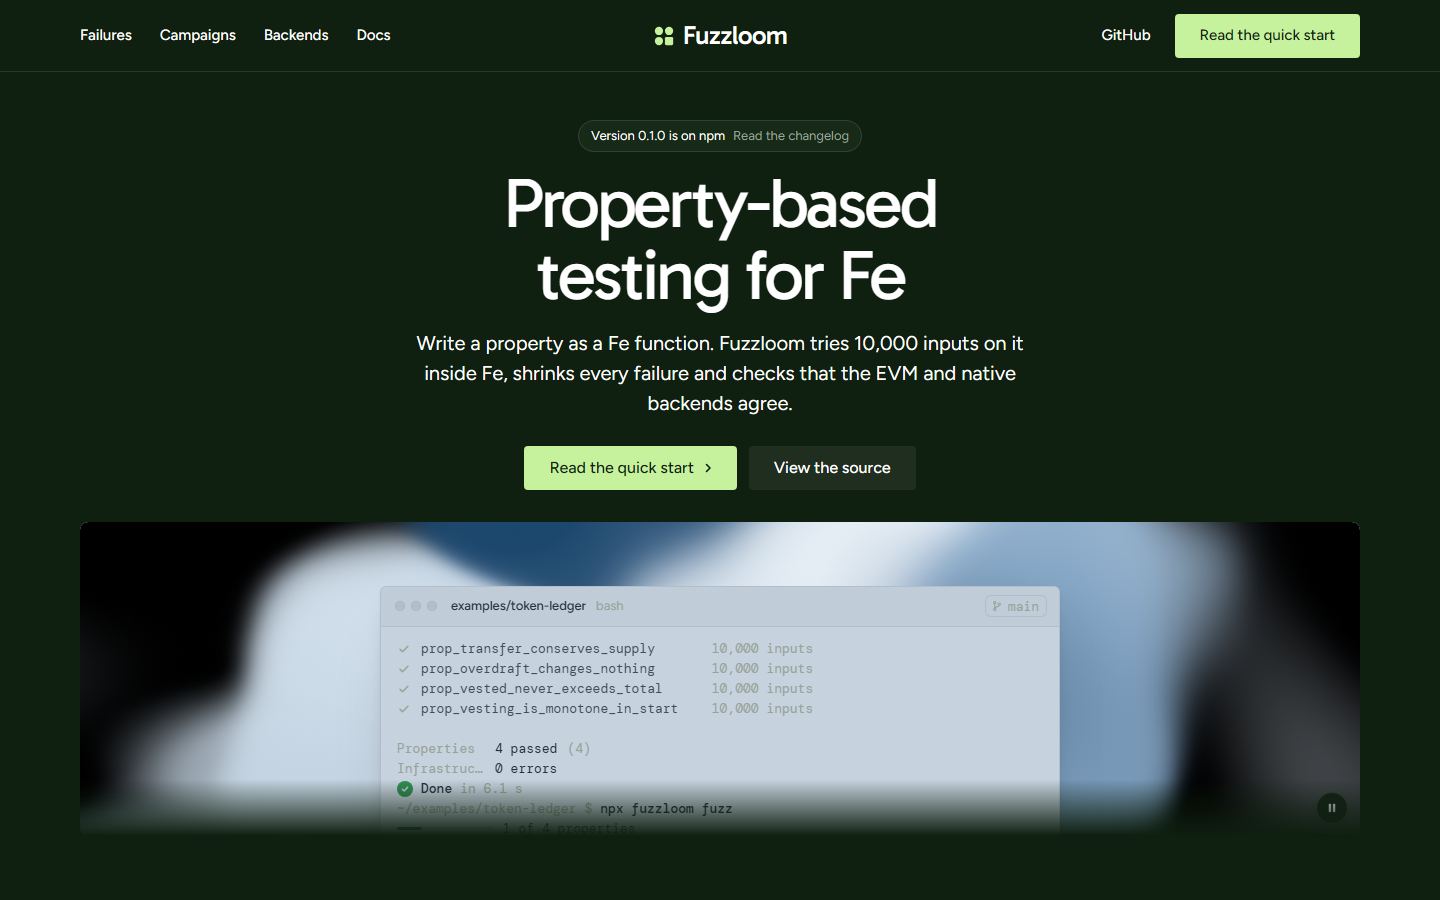 Failures Campaigns Backends Docs
Fuzzloom
GitHub Read the quick start
Version 0.1.0 is on npm Read the changelog
Property-based
testing for Fe
Write a property as a Fe function. Fuzzloom tries 10,000 inputs on it
inside Fe, shrinks every failure and checks that the EVM and native
backends agree.
Read the quick start View the source
examples/token-ledger bash main
prop_transfer_conserves_supply 10,000 inputs
prop_overdraft_changes_nothing 10,000 inputs
prop_vested_never_exceeds_total 10,000 inputs
prop_vesting_is_monotone_in_start 10,000 inputs
Properties 4 passed (4)
Infrastruc… 0 errors
Done in 6.1 s
~/examples/token-ledger $ npx fuzzloom fuzz
1 of 4 properties